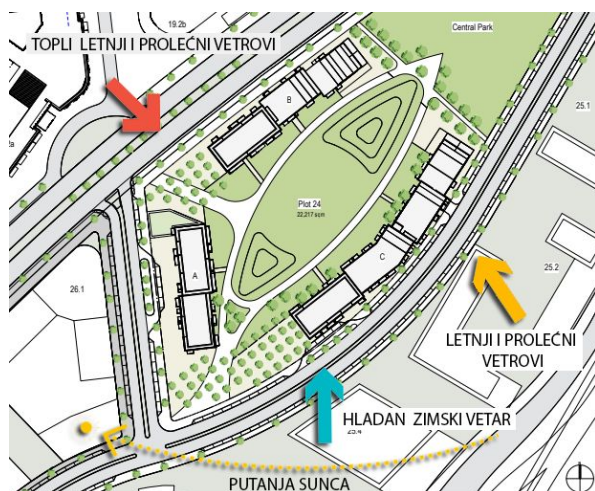 19.2b
Central Park
TOPLI LETNJI I PROLEĆNI VETROVI
B
25.1
Plot 24
22,217 sqm
A
26.1
C
25.2
LETNJI I PROLEĆNI
VETROVI
HLADAN ZIMSKI VETAR
PUTANJA SUNCA